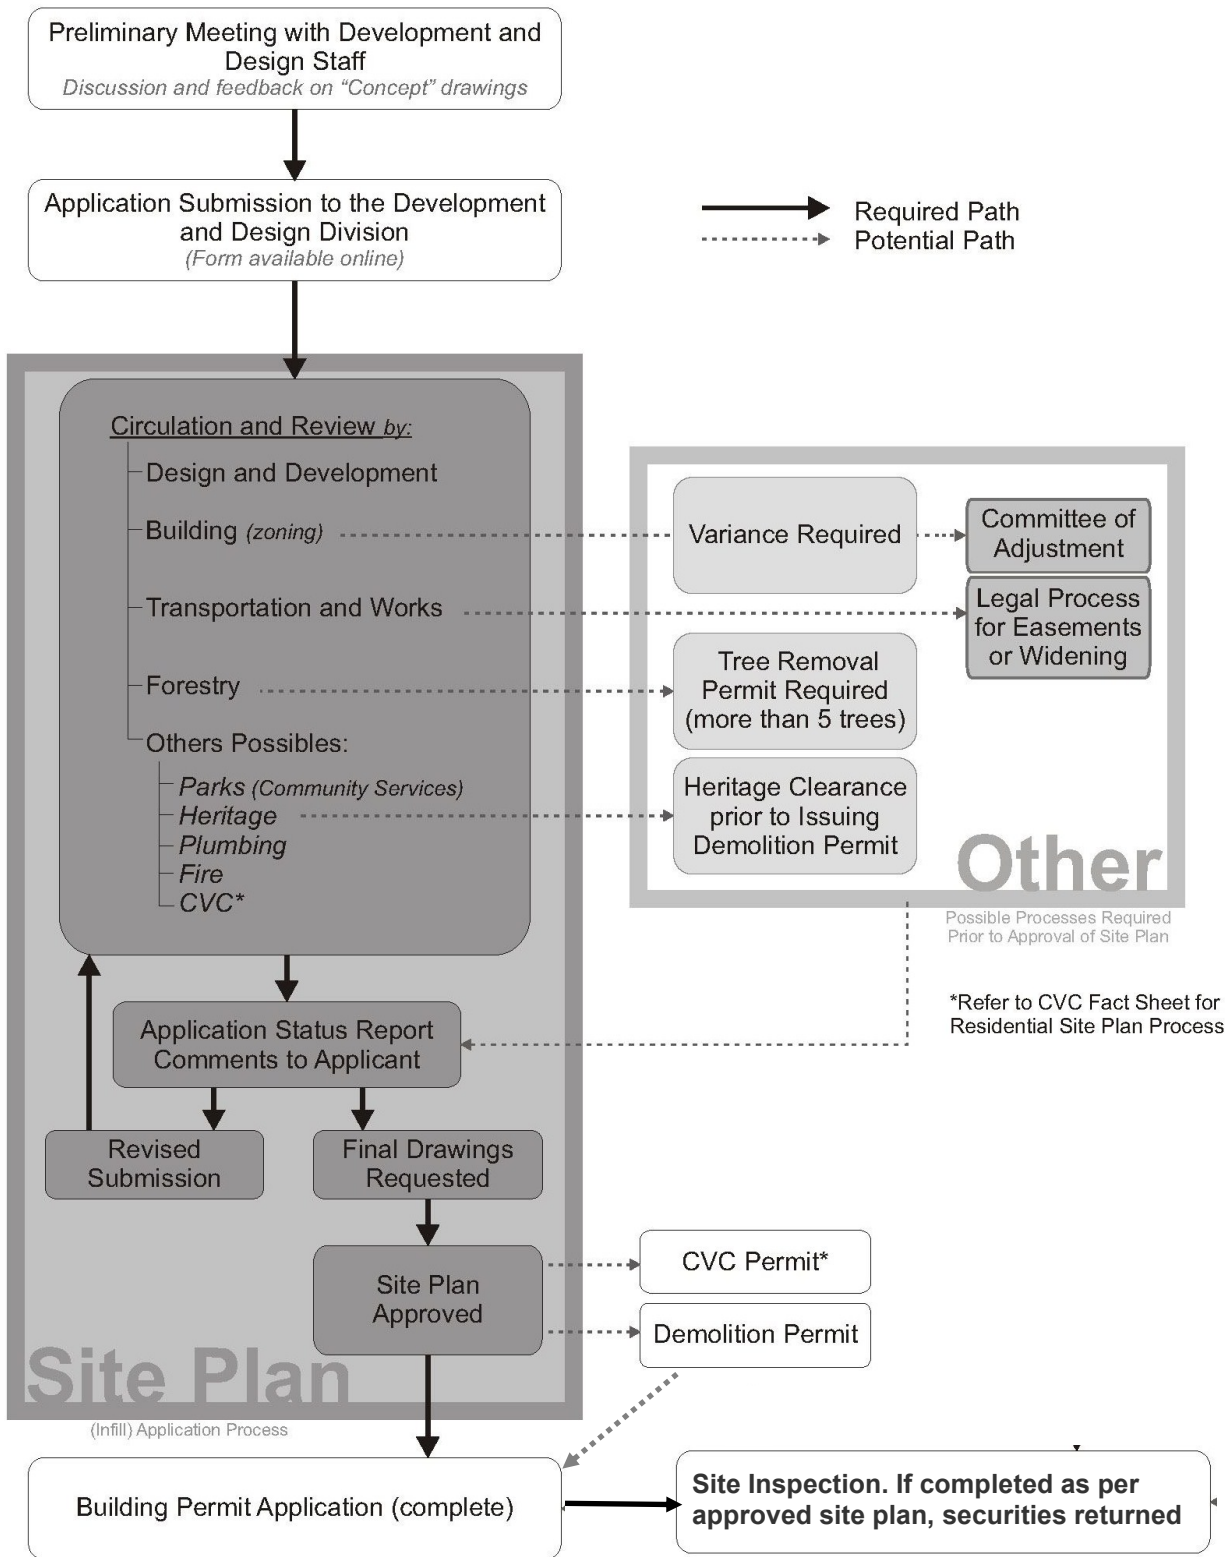 Preliminary Meeting with Development and
Design Staff
Discussion and feedback on “Concept” drawings
Application Submission to the Development
and Design Division
(Form available online)
Required Path
Potential Path
Circulation and Review by:
Design and Development
Building (zoning)
Transportation and Works
Forestry
Others Possibles:
Parks (Community Services)
Heritage
Plumbing
Fire
CVC*
Variance Required
Committee of
Adjustment
Legal Process
for Easements
or Widening
Tree Removal
Permit Required
(more than 5 trees)
Heritage Clearance
prior to Issuing
Demolition Permit
Other
Possible Processes Required
Prior to Approval of Site Plan
*Refer to CVC Fact Sheet for
Residential Site Plan Process
Application Status Report
Comments to Applicant
Revised
Submission
Final Drawings
Requested
Site Plan
Approved
CVC Permit*
Demolition Permit
Site Plan
(Infill) Application Process
Building Permit Application (complete)
Site Inspection. If completed as per
approved site plan, securities returned